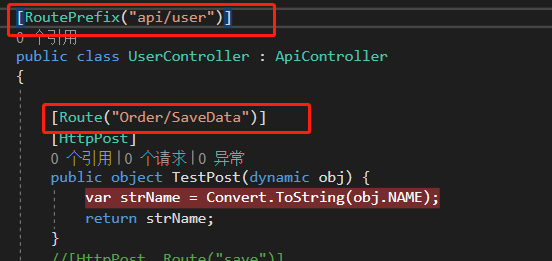 [RoutePrefix("api/user")]
0 个引用
public class UserController : ApiController
{
[Route("Order/SaveData")]
[HttpPost]
0 个引用|0 个请求|0 异常
public object TestPost(dynamic obj) {
var strName = Convert.ToString(obj.NAME);
return strName;
}
//[HttpPost, Route("save")]